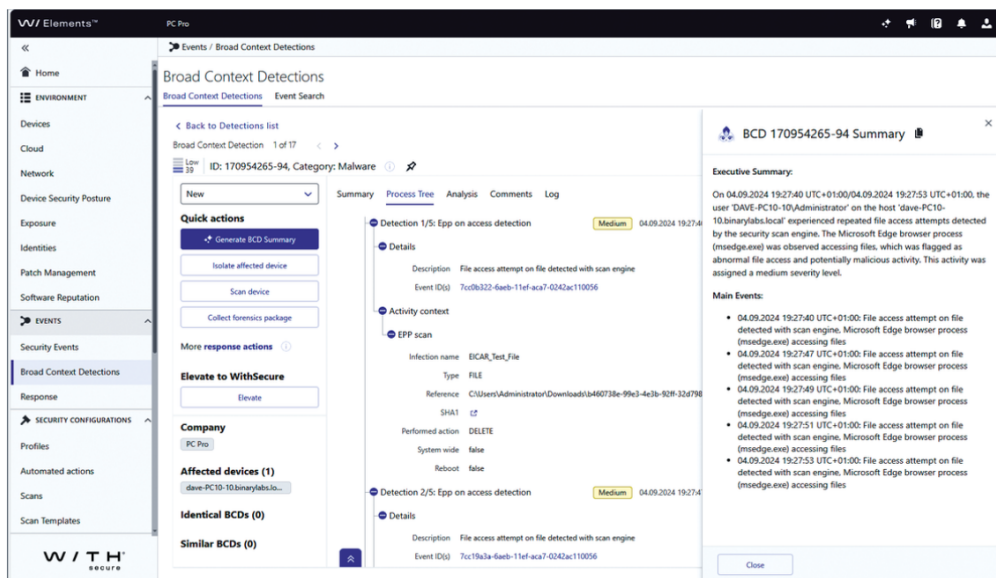 W/ Elements™
PC Pro
Home
ENVIRONMENT
Devices
Cloud
Network
Device Security Posture
Exposure
Identities
Patch Management
Software Reputation
EVENTS
Security Events
Broad Context Detections
Response
SECURITY CONFIGURATIONS
Profiles
Automated actions
Scans
Scan Templates
W / T H
secure
Events / Broad Context Detections
Broad Context Detections
Broad Context Detections Event Search
Back to Detections list
Broad Context Detection 1 of 17
Low
39
ID: 170954265-94, Category: Malware
New
Quick actions
Generate BCD Summary
Isolate affected device
Scan device
Collect forensics package
More response actions
Elevate to WithSecure
Elevate
Company
PC Pro
Affected devices (1)
dave-PC10-10.binarylabs.lo...
Identical BCDs (0)
Similar BCDs (0)
Summary Process Tree Analysis Comments Log
Detection 1/5: Epp on access detection Medium 04.09.2024 19:27:4
Details
Description File access attempt on file detected with scan engine
Event ID(s) 7cc0b322-6aeb-11ef-aca7-0242ac110056
Activity context
EPP scan
Infection name EICAR_Test_File
Type FILE
Reference C:\Users\Administrator\Downloads\b460738e-99e3-4e3b-92ff-32d798
SHA1
Performed action DELETE
System wide false
Reboot false
Detection 2/5: Epp on access detection Medium 04.09.2024 19:27:4
Details
Description File access attempt on file detected with scan engine
Event ID(s) 7cc19a3a-6aeb-11ef-aca7-0242ac110056
BCD 170954265-94 Summary
Executive Summary:
On 04.09.2024 19:27:40 UTC+01:00/04.09.2024 19:27:53 UTC+01:00, the
user 'DAVE-PC10-10\Administrator' on the host 'dave-PC10-
10.binarylabs.local' experienced repeated file access attempts detected
by the security scan engine. The Microsoft Edge browser process
(msedge.exe) was observed accessing files, which was flagged as
abnormal file access and potentially malicious activity. This activity was
assigned a medium severity level.
Main Events:
• 04.09.2024 19:27:40 UTC+01:00: File access attempt on file
detected with scan engine, Microsoft Edge browser process
(msedge.exe) accessing files
• 04.09.2024 19:27:47 UTC+01:00: File access attempt on file
detected with scan engine, Microsoft Edge browser process
(msedge.exe) accessing files
• 04.09.2024 19:27:49 UTC+01:00: File access attempt on file
detected with scan engine, Microsoft Edge browser process
(msedge.exe) accessing files
• 04.09.2024 19:27:51 UTC+01:00: File access attempt on file
detected with scan engine, Microsoft Edge browser process
(msedge.exe) accessing files
• 04.09.2024 19:27:53 UTC+01:00: File access attempt on file
detected with scan engine, Microsoft Edge browser process
(msedge.exe) accessing files
Close